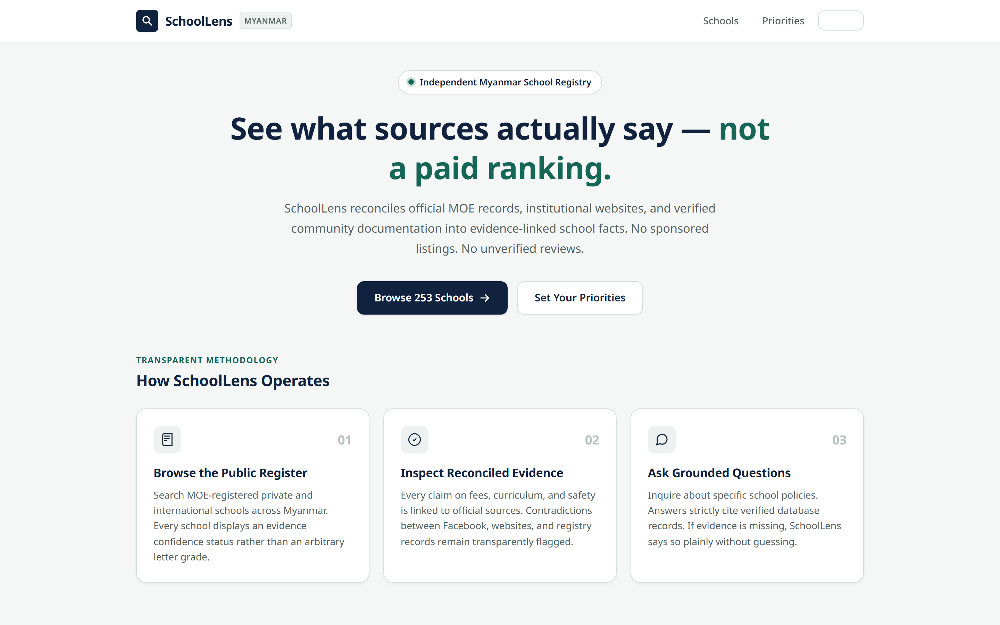 SchoolLens MYANMAR Schools Priorities
Independent Myanmar School Registry
See what sources actually say — not
a paid ranking.
SchoolLens reconciles official MOE records, institutional websites, and verified
community documentation into evidence-linked school facts. No sponsored
listings. No unverified reviews.
Browse 253 Schools → Set Your Priorities
TRANSPARENT METHODOLOGY
How SchoolLens Operates
01
Browse the Public Register
Search MOE-registered private and
international schools across Myanmar.
Every school displays an evidence
confidence status rather than an arbitrary
letter grade.
02
Inspect Reconciled Evidence
Every claim on fees, curriculum, and safety
is linked to official sources. Contradictions
between Facebook, websites, and registry
records remain transparently flagged.
03
Ask Grounded Questions
Inquire about specific school policies.
Answers strictly cite verified database
records. If evidence is missing, SchoolLens
says so plainly without guessing.